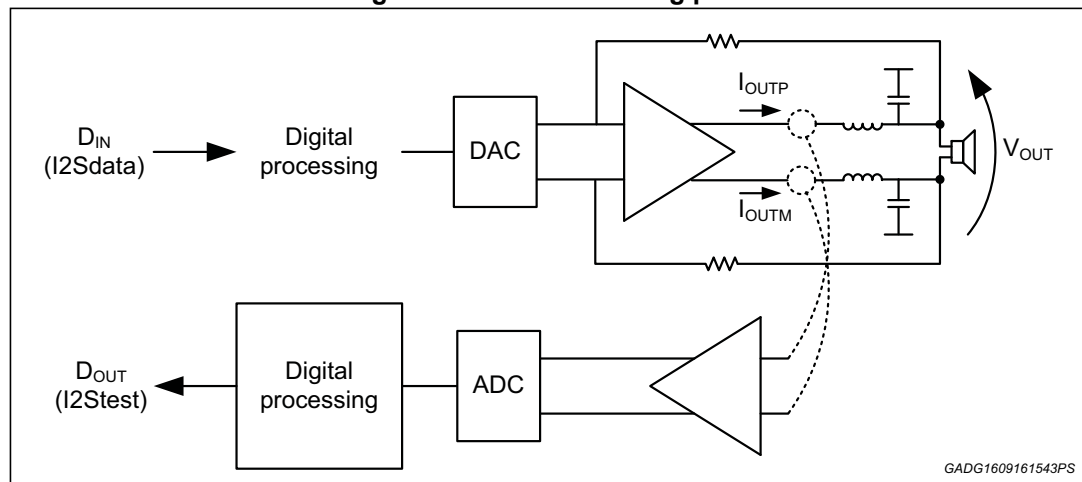 D_IN
(I2Sdata)
Digital
processing
DAC
I_OUTP
I_OUTM
V_OUT
D_OUT
(I2Stest)
Digital
processing
ADC
GADG1609161543PS